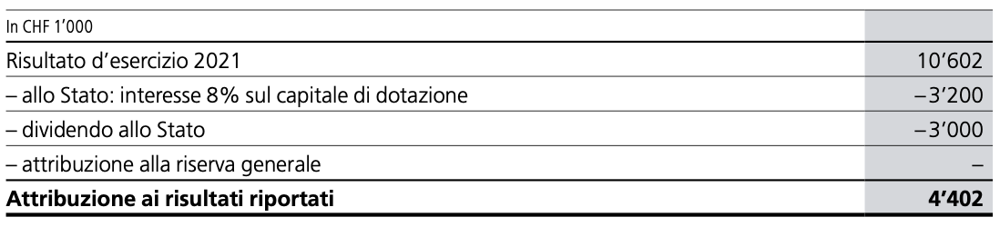 In CHF 1’000
Risultato d’esercizio 2021 10’602
– allo Stato: interesse 8% sul capitale di dotazione –3’200
– dividendo allo Stato –3’000
– attribuzione alla riserva generale –
Attribuzione ai risultati riportati 4’402